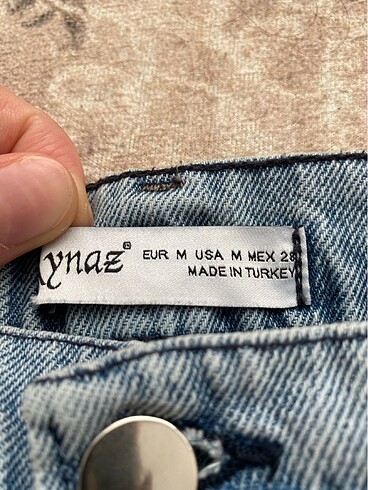 ynaz® EUR M USA M MEX 28
MADE IN TURKEY